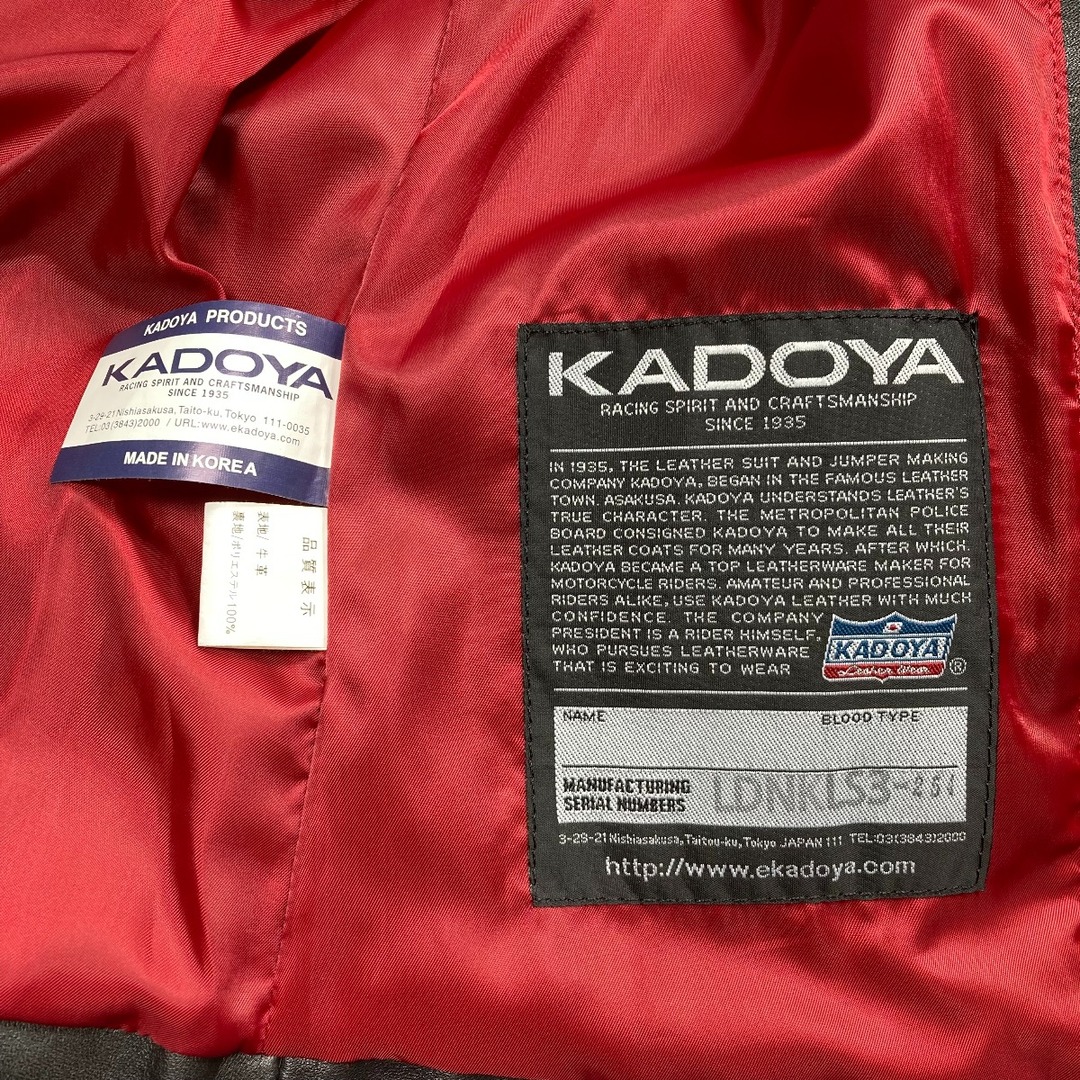 KADOYA PRODUCTS
KADOYA
RACING SPIRIT AND CRAFTSMANSHIP
SINCE 1935
3-29-21 Nishiasakusa, Taito-ku, Tokyo 111-0035
TEL:03(3843)2000 / URL:www.ekadoya.com
MADE IN KOREA
品質表示
表地/ 牛革
裏地/ポリエステル100%
KADOYA
RACING SPIRIT AND CRAFTSMANSHIP
SINCE 1935
IN 1935, THE LEATHER SUIT AND JUMPER MAKING
COMPANY KADOYA, BEGAN IN THE FAMOUS LEATHER
TOWN, ASAKUSA. KADOYA UNDERSTANDS LEATHER'S
TRUE CHARACTER. THE METROPOLITAN POLICE
BOARD CONSIGNED KADOYA TO MAKE ALL THEIR
LEATHER COATS FOR MANY YEARS. AFTER WHICH,
KADOYA BECAME A TOP LEATHERWARE MAKER FOR
MOTORCYCLE RIDERS. AMATEUR AND PROFESSIONAL
RIDERS ALIKE, USE KADOYA LEATHER WITH MUCH
CONFIDENCE. THE COMPANY
PRESIDENT IS A RIDER HIMSELF,
WHO PURSUES LEATHERWARE
THAT IS EXCITING TO WEAR
KADOYA
Leather Wear
®
NAME BLOOD TYPE
MANUFACTURING
SERIAL NUMBERS
LDNKLS3-251
3-29-21 Nishiasakusa, Taitou-ku, Tokyo JAPAN 111 TEL:03(3843)2000
http://www.ekadoya.com